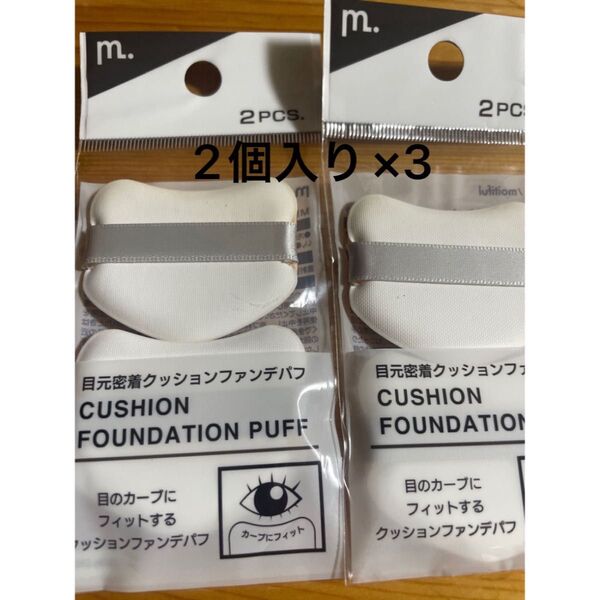 m.
2PCS.
2個入り×3
目元密着クッションファンデパフ
CUSHION
FOUNDATION PUFF
目のカーブに
フィットする
クッションファンデパフ
カーブにフィット
m.
2PC
目元密着クッションファ
CUSHION
FOUNDATION
目のカーブに
フィットする
クッションファンデパフ